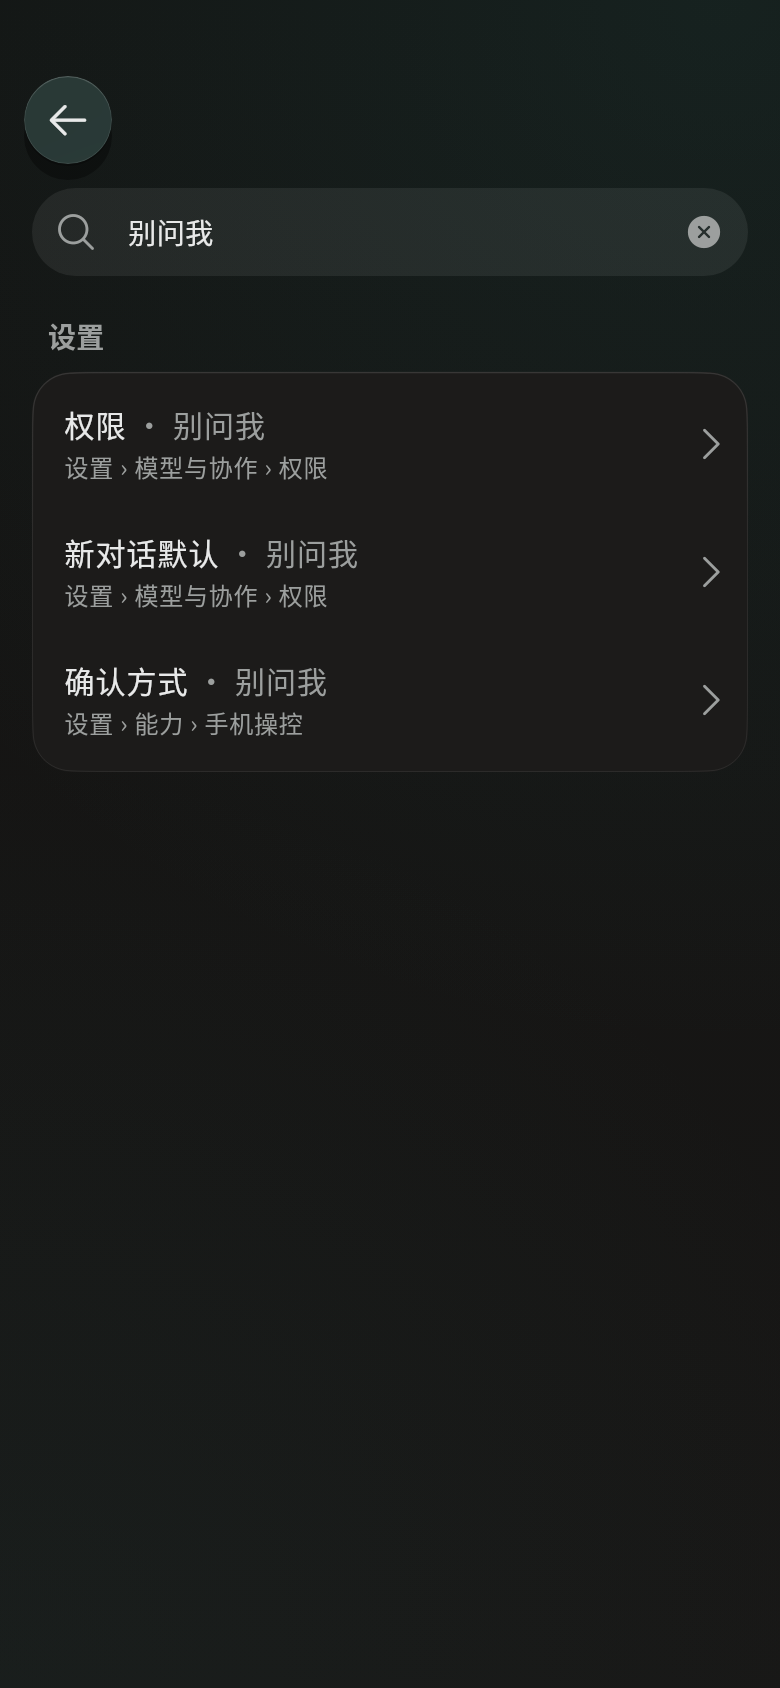 别问我
设置
权限 · 别问我
设置 › 模型与协作 › 权限
新对话默认 · 别问我
设置 › 模型与协作 › 权限
确认方式 · 别问我
设置 › 能力 › 手机操控